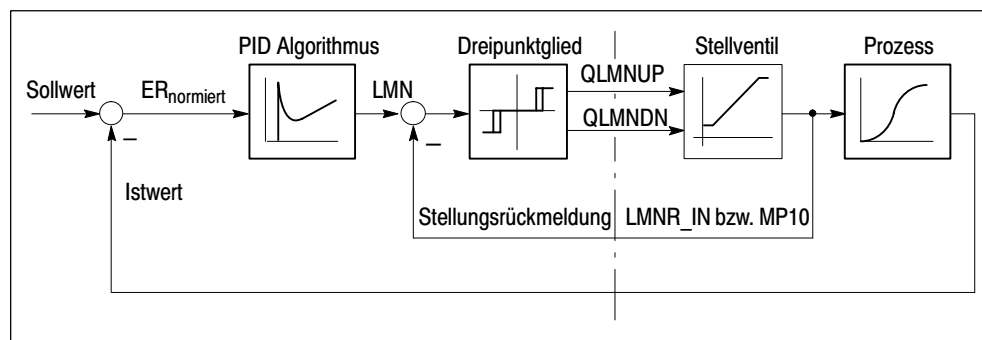 PID Algorithmus
Dreipunktglied
Stellventil
Prozess
Sollwert
ERnormiert
LMN
QLMNUP
QLMNDN
–
–
Istwert
Stellungsrückmeldung
LMNR_IN bzw. MP10